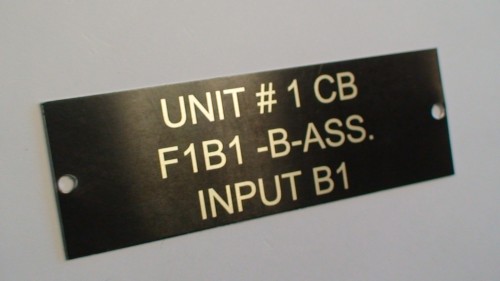 UNIT # 1 CB
F1B1 -B-ASS.
INPUT B1